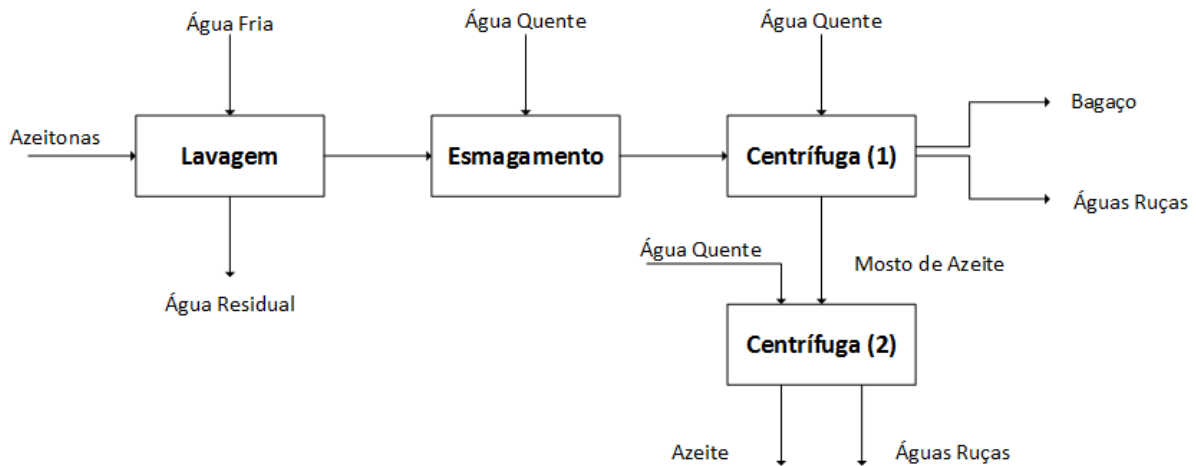 Água Fria
Água Quente
Água Quente
Azeitonas
Lavagem
Esmagamento
Centrífuga (1)
Bagaço
Águas Ruças
Água Residual
Água Quente
Mosto de Azeite
Centrífuga (2)
Azeite
Águas Ruças